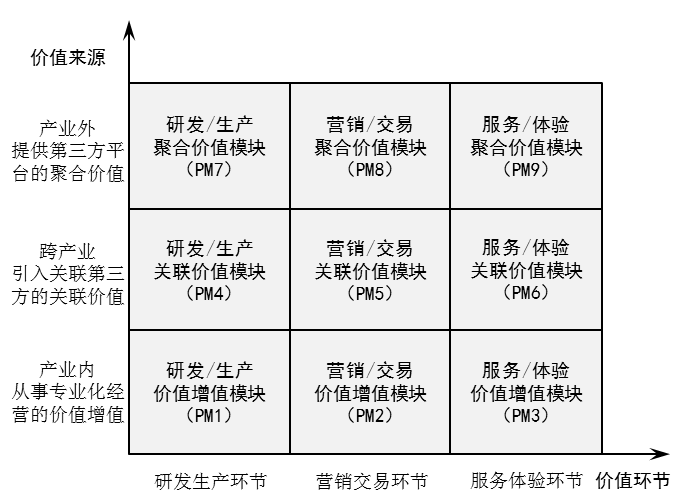 价值来源
产业外
提供第三方平
台的聚合价值
研发/生产
聚合价值模块
（PM7）
营销/交易
聚合价值模块
（PM8）
服务/体验
聚合价值模块
（PM9）
跨产业
引入关联第三
方的关联价值
研发/生产
关联价值模块
（PM4）
营销/交易
关联价值模块
（PM5）
服务/体验
关联价值模块
（PM6）
产业内
从事专业化经
营的价值增值
研发/生产
价值增值模块
（PM1）
营销/交易
价值增值模块
（PM2）
服务/体验
价值增值模块
（PM3）
研发生产环节
营销交易环节
服务体验环节
价值环节